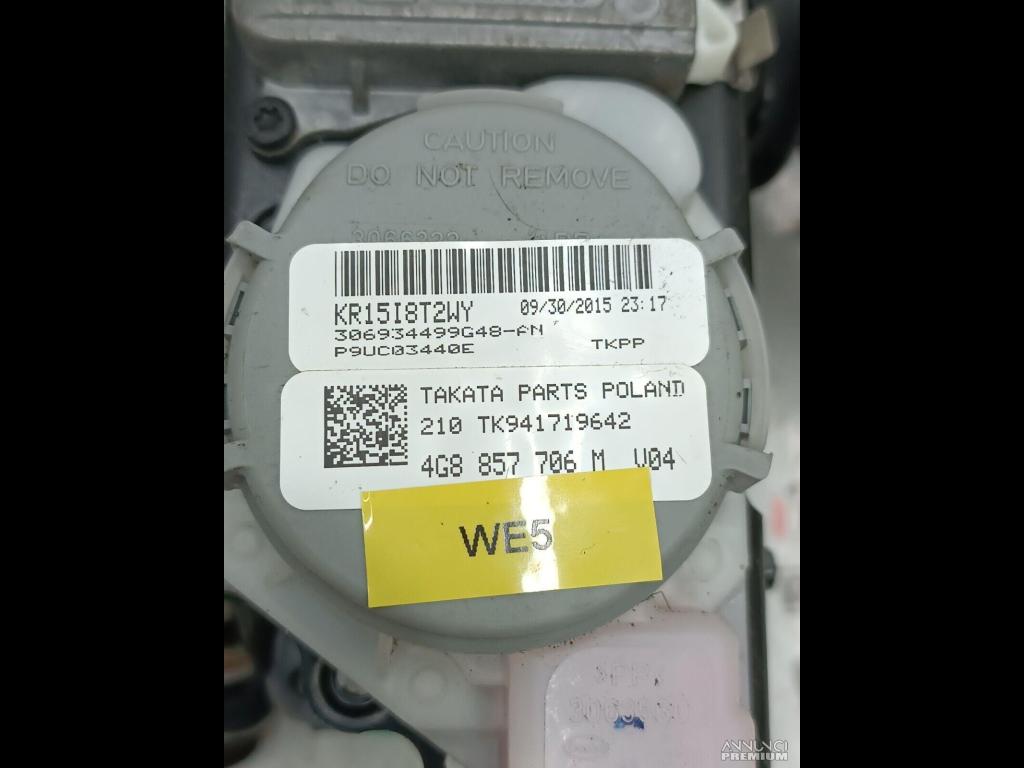 CAUTION
DO NOT REMOVE
KR15I8T2WY 09/30/2015 23:17
306934499G48-AN
P9UC03440E TKPP
TAKATA PARTS POLAND
210 TK941719642
4G8 857 706 M V04
WE5
ANNUNCI
PREMIUM